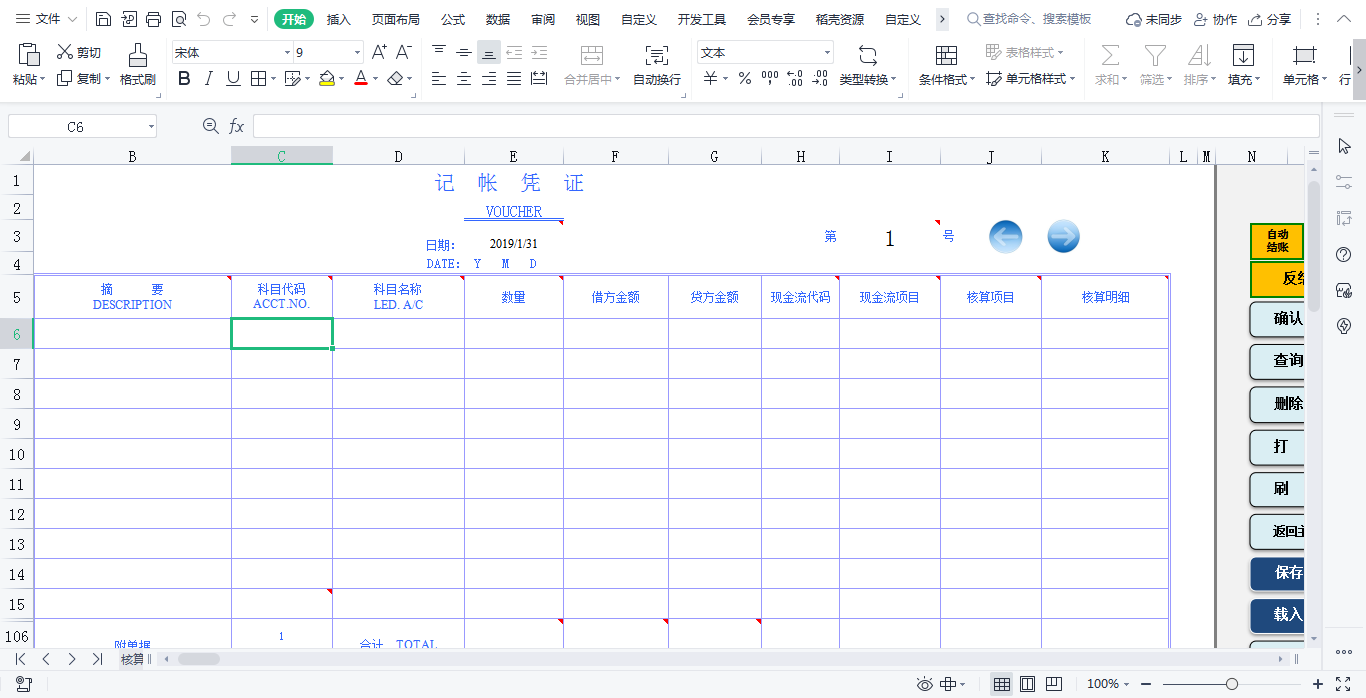 文件 开始 插入 页面布局 公式 数据 审阅 视图 自定义 开发工具 会员专享 稻壳资源 自定义 查找命令、搜索模板 未同步 协作 分享
粘贴 剪切 复制 格式刷 宋体 9 A+ A- 合并居中 自动换行 文本 类型转换 条件格式 表格样式 单元格样式 求和 筛选 排序 填充 单元格 行
B I U A ¥ % 000 .00 .00
C6 fx
B C D E F G H I J K L M N
1 记 帐 凭 证
2 VOUCHER
3 日期: 2019/1/31 第 1 号
4 DATE: Y M D
5 摘 要 科目代码 科目名称 数量 借方金额 贷方金额 现金流代码 现金流项目 核算项目 核算明细
DESCRIPTION ACCT.NO. LED. A/C
6
7
8
9
10
11
12
13
14
15
106 附单据 1 合计 TOTAL
自动
结账
反结
确认
查询
删除
打
刷
返回主
保存
载入
核算
100%